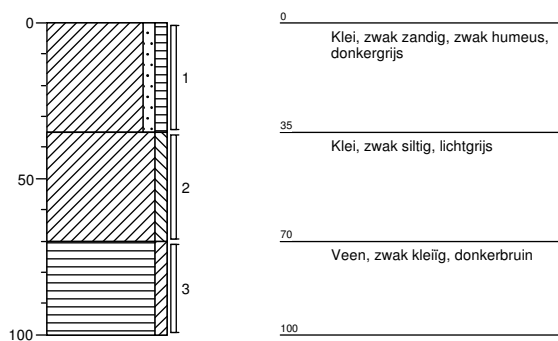 0
50
100
1
2
3
0
Klei, zwak zandig, zwak humeus,
donkergrijs
35
Klei, zwak siltig, lichtgrijs
70
Veen, zwak kleiïg, donkerbruin
100